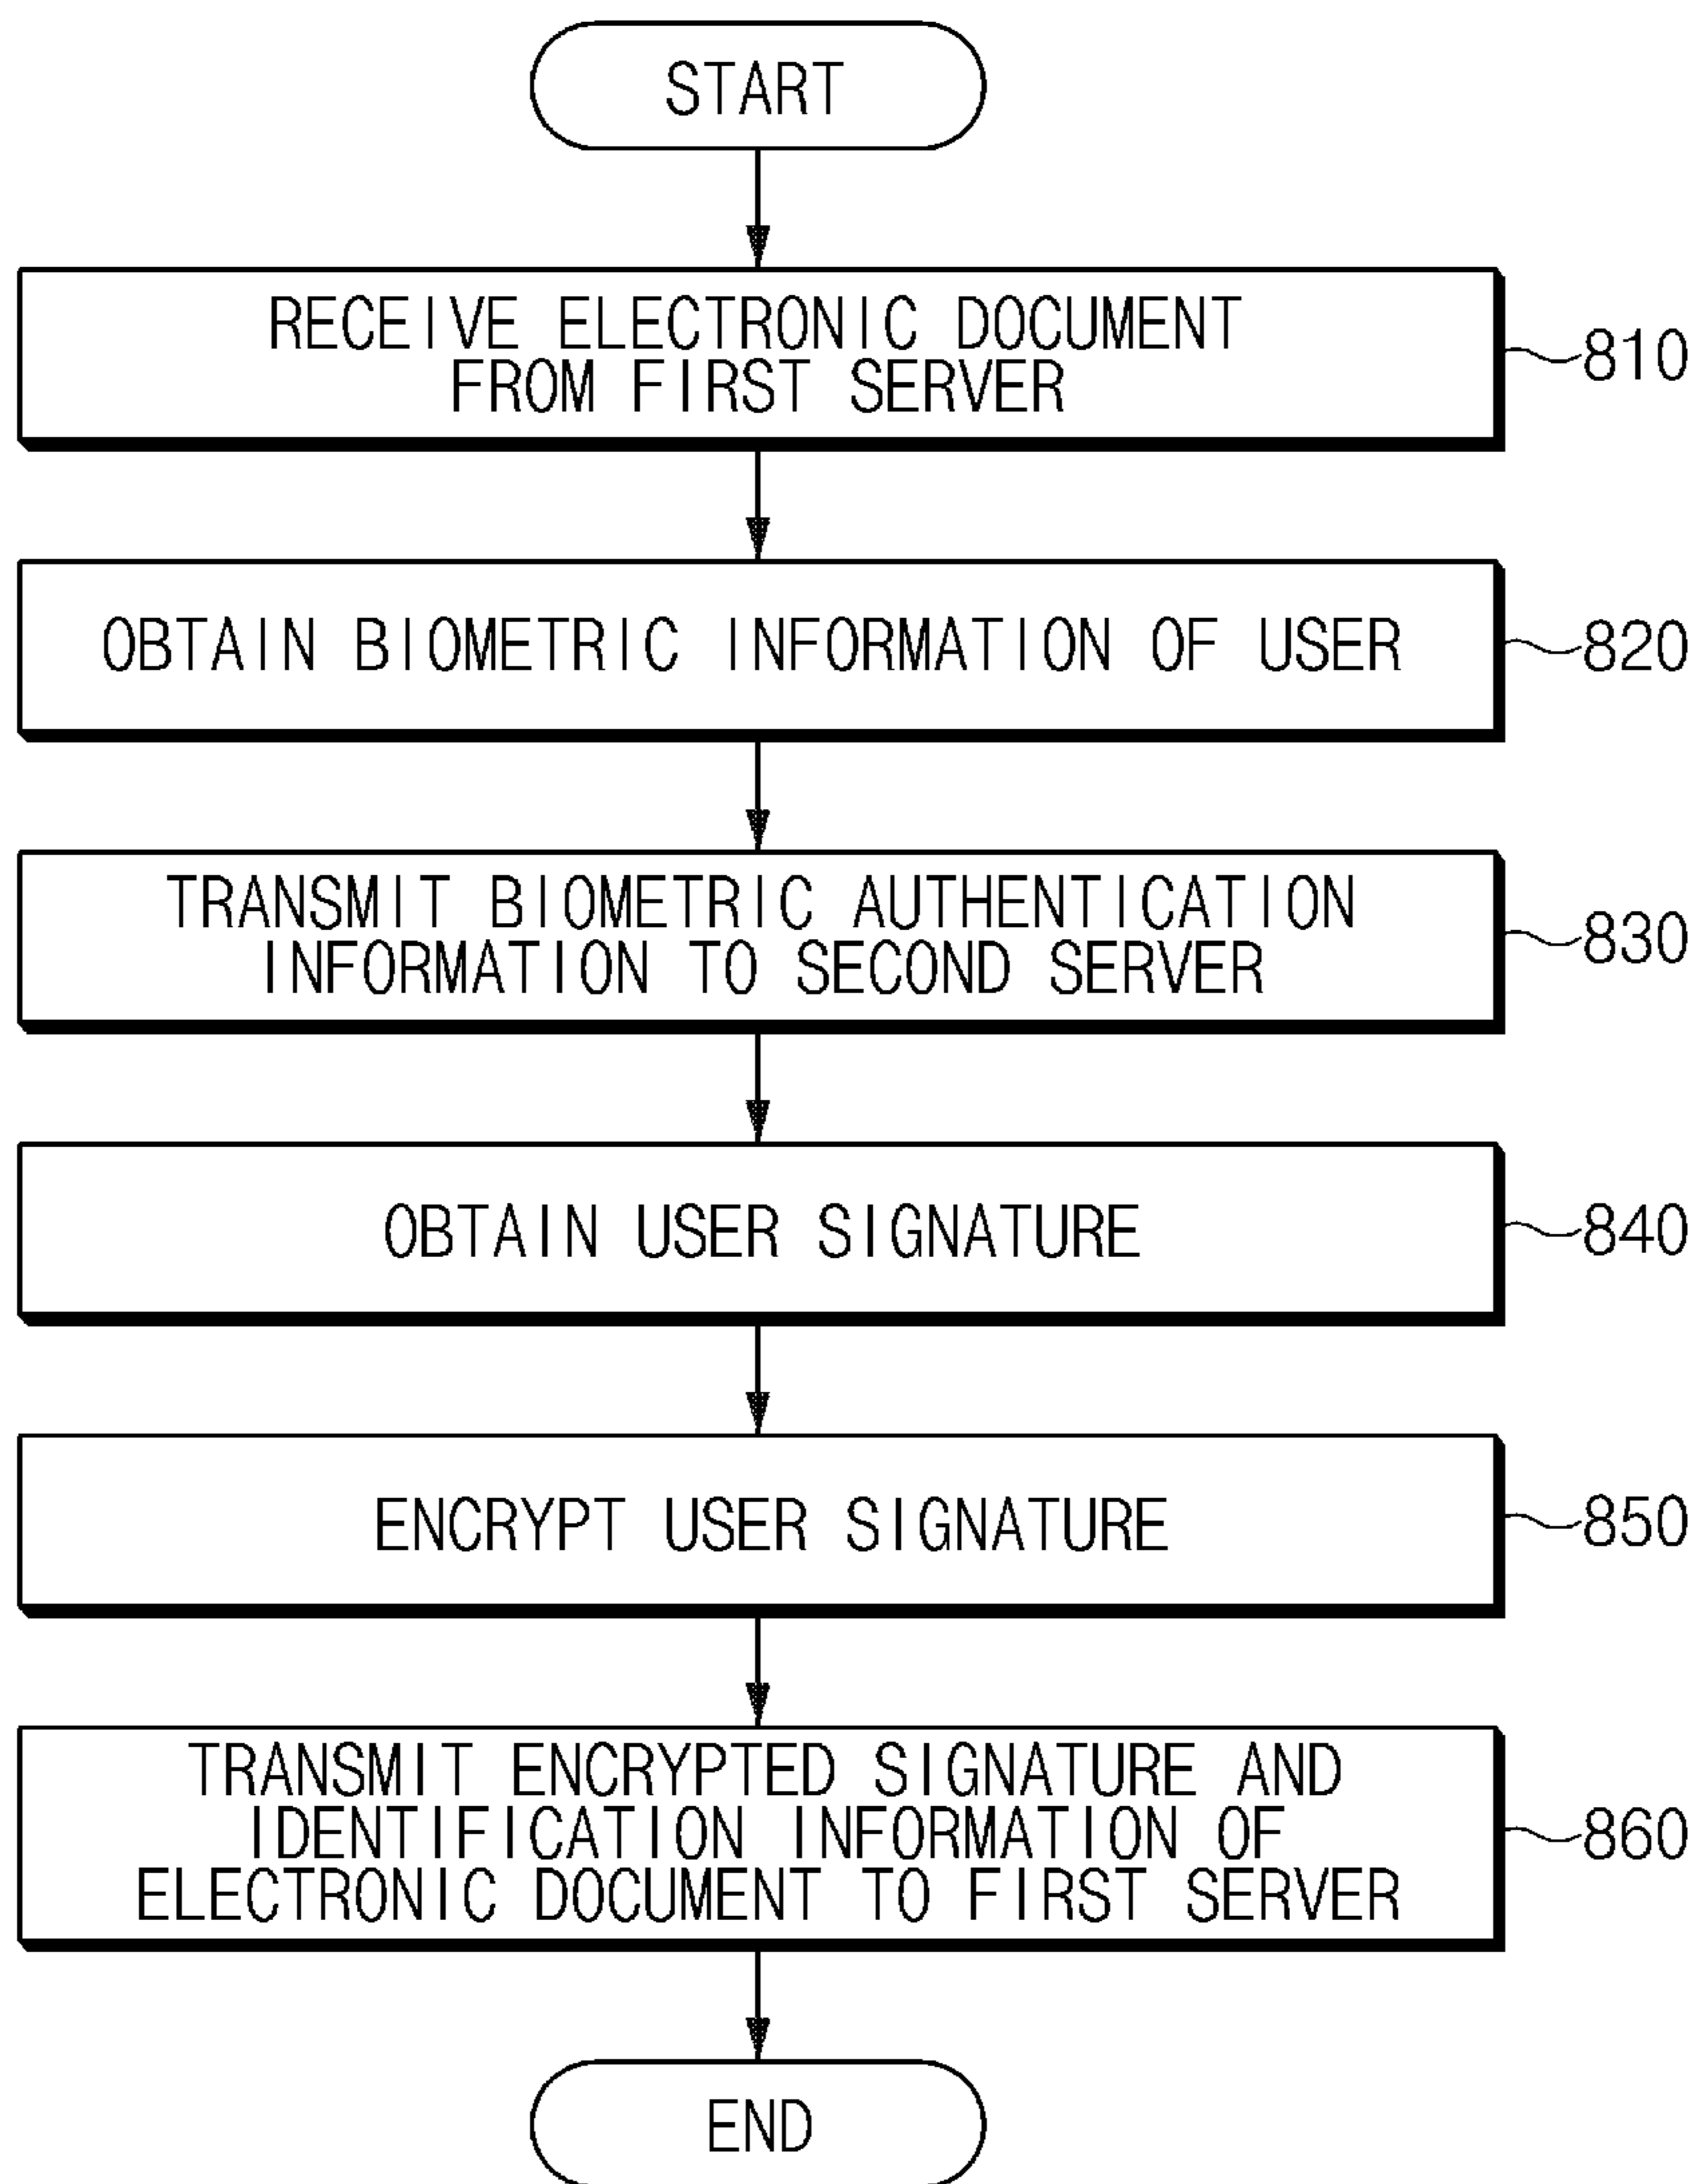 START
RECEIVE ELECTRONIC DOCUMENT
FROM FIRST SERVER
810
OBTAIN BIOMETRIC INFORMATION OF USER
820
TRANSMIT BIOMETRIC AUTHENTICATION
INFORMATION TO SECOND SERVER
830
OBTAIN USER SIGNATURE
840
ENCRYPT USER SIGNATURE
850
TRANSMIT ENCRYPTED SIGNATURE AND
IDENTIFICATION INFORMATION OF
ELECTRONIC DOCUMENT TO FIRST SERVER
860
END